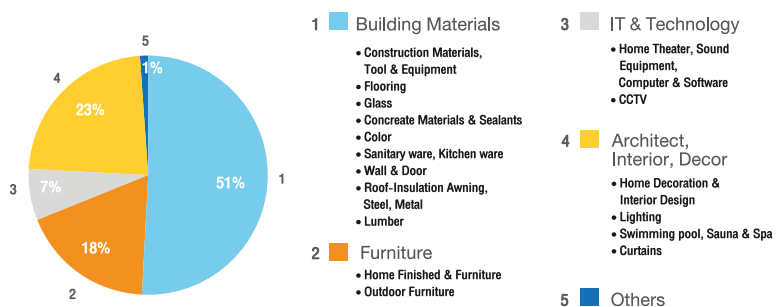 5
1%
4
23%
3
7%
51%
1
18%
2
1 Building Materials
• Construction Materials,
Tool & Equipment
• Flooring
• Glass
• Concreate Materials & Sealants
• Color
• Sanitary ware, Kitchen ware
• Wall & Door
• Roof-Insulation Awning,
Steel, Metal
• Lumber
2 Furniture
• Home Finished & Furniture
• Outdoor Furniture
3 IT & Technology
• Home Theater, Sound
Equipment,
Computer & Software
• CCTV
4 Architect,
Interior, Decor
• Home Decoration &
Interior Design
• Lighting
• Swimming pool, Sauna & Spa
• Curtains
5 Others